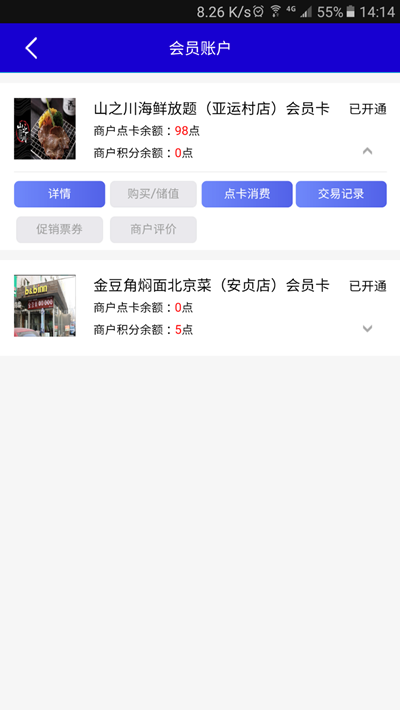 8.26 K/s 4G 55% 14:14
会员账户
山之川海鲜放题（亚运村店）会员卡 已开通
商户点卡余额：98点
商户积分余额：0点
详情 购买/储值 点卡消费 交易记录
促销票券 商户评价
金豆角焖面北京菜（安贞店）会员卡 已开通
商户点卡余额：0点
商户积分余额：5点